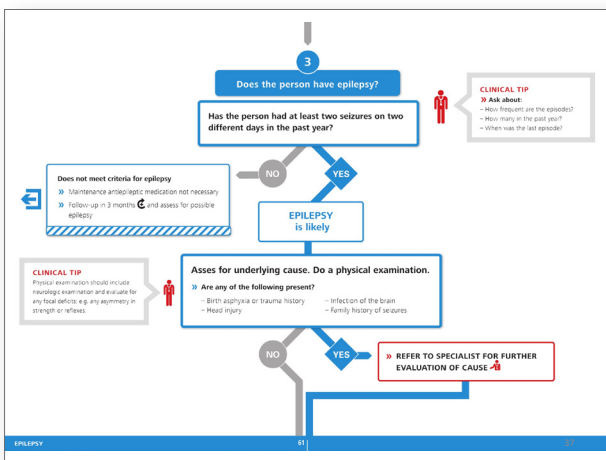 3
Does the person have epilepsy?
Has the person had at least two seizures on two
different days in the past year?
CLINICAL TIP
» Ask about:
– How frequent are the episodes?
– How many in the past year?
– When was the last episode?
NO
YES
Does not meet criteria for epilepsy
» Maintenance antiepileptic medication not necessary
» Follow-up in 3 months and assess for possible
epilepsy
EPILEPSY
is likely
CLINICAL TIP
Physical examination should include
neurologic examination and evaluate for
any focal deficits; e.g. any asymmetry in
strength or reflexes.
Asses for underlying cause. Do a physical examination.
» Are any of the following present?
– Birth asphyxia or trauma history
– Head injury
– Infection of the brain
– Family history of seizures
NO
YES
» REFER TO SPECIALIST FOR FURTHER
EVALUATION OF CAUSE
EPILEPSY
61
37